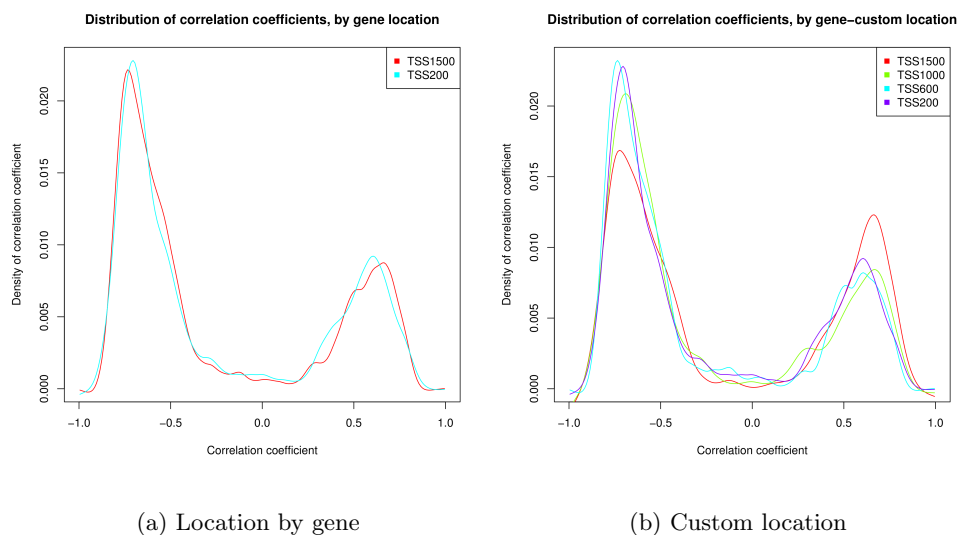 Distribution of correlation coefficients, by gene location
TSS1500
TSS200
Density of correlation coefficient
0.020
0.015
0.010
0.005
0.000
−1.0 −0.5 0.0 0.5 1.0
Correlation coefficient
(a) Location by gene
Distribution of correlation coefficients, by gene−custom location
TSS1500
TSS1000
TSS600
TSS200
Density of correlation coefficient
0.020
0.015
0.010
0.005
0.000
−1.0 −0.5 0.0 0.5 1.0
Correlation coefficient
(b) Custom location